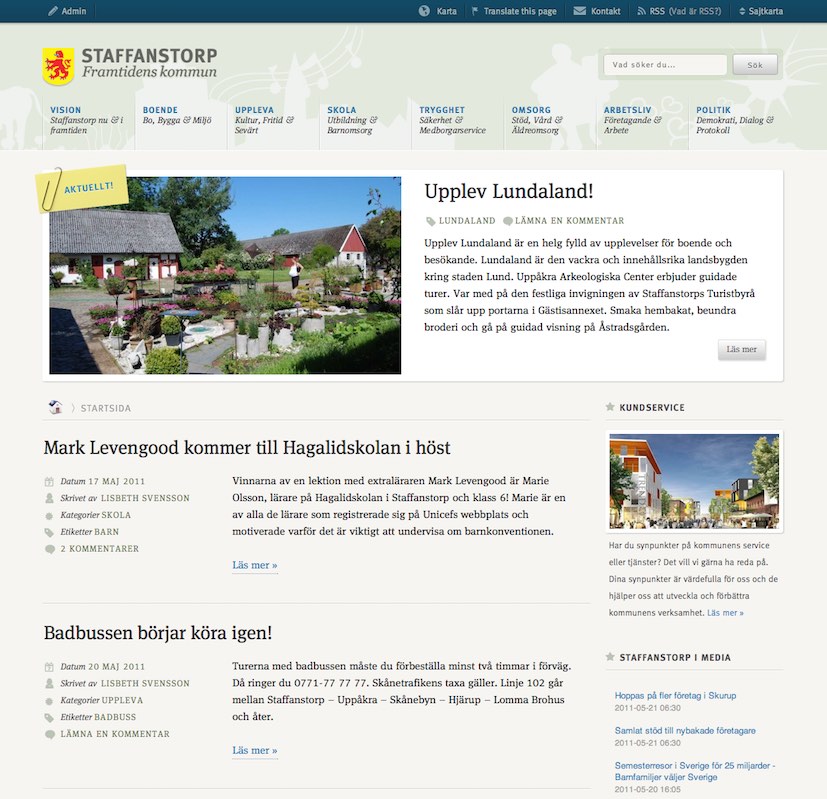 Admin
Karta
Translate this page
Kontakt
RSS (Vad är RSS?)
Sajtkarta
STAFFANSTORP
Framtidens kommun
Vad söker du...
Sök
VISION
Staffanstorp nu & i
framtiden
BOENDE
Bo, Bygga & Miljö
UPPLEVA
Kultur, Fritid &
Sevärt
SKOLA
Utbildning &
Barnomsorg
TRYGGHET
Säkerhet &
Medborgarservice
OMSORG
Stöd, Vård &
Äldreomsorg
ARBETSLIV
Företagande &
Arbete
POLITIK
Demokrati, Dialog &
Protokoll
AKTUELLT!
Upplev Lundaland!
LUNDALAND LÄMNA EN KOMMENTAR
Upplev Lundaland är en helg fylld av upplevelser för boende och
besökande. Lundaland är den vackra och innehållsrika landsbygden
kring staden Lund. Uppåkra Arkeologiska Center erbjuder guidade
turer. Var med på den festliga invigningen av Staffanstorps Turistbyrå
som slår upp portarna i Gästisannexet. Smaka hembakat, beundra
broderi och gå på guidad visning på Åstradsgården.
Läs mer
STARTSIDA
Mark Levengood kommer till Hagalidskolan i höst
Datum 17 MAJ 2011
Skrivet av LISBETH SVENSSON
Kategorier SKOLA
Etiketter BARN
2 KOMMENTARER
Vinnarna av en lektion med extraläraren Mark Levengood är Marie
Olsson, lärare på Hagalidskolan i Staffanstorp och klass 6! Marie är en
av alla de lärare som registrerade sig på Unicefs webbplats och
motiverade varför det är viktigt att undervisa om barnkonventionen.
Läs mer »
Badbussen börjar köra igen!
Datum 20 MAJ 2011
Skrivet av LISBETH SVENSSON
Kategorier UPPLEVA
Etiketter BADBUSS
LÄMNA EN KOMMENTAR
Turerna med badbussen måste du förbeställa minst två timmar i förväg.
Då ringer du 0771-77 77 77. Skånetrafikens taxa gäller. Linje 102 går
mellan Staffanstorp – Uppåkra – Skånebyn – Hjärup – Lomma Brohus
och åter.
Läs mer »
KUNDSERVICE
Har du synpunkter på kommunens service
eller tjänster? Det vill vi gärna ha reda på.
Dina synpunkter är värdefulla för oss och de
hjälper oss att utveckla och förbättra
kommunens verksamhet. Läs mer »
STAFFANSTORP I MEDIA
Hoppas på fler företag i Skurup
2011-05-21 06:30
Samlat stöd till nybakade företagare
2011-05-21 06:30
Semesterresor i Sverige för 25 miljarder -
Barnfamiljer väljer Sverige
2011-05-20 16:05